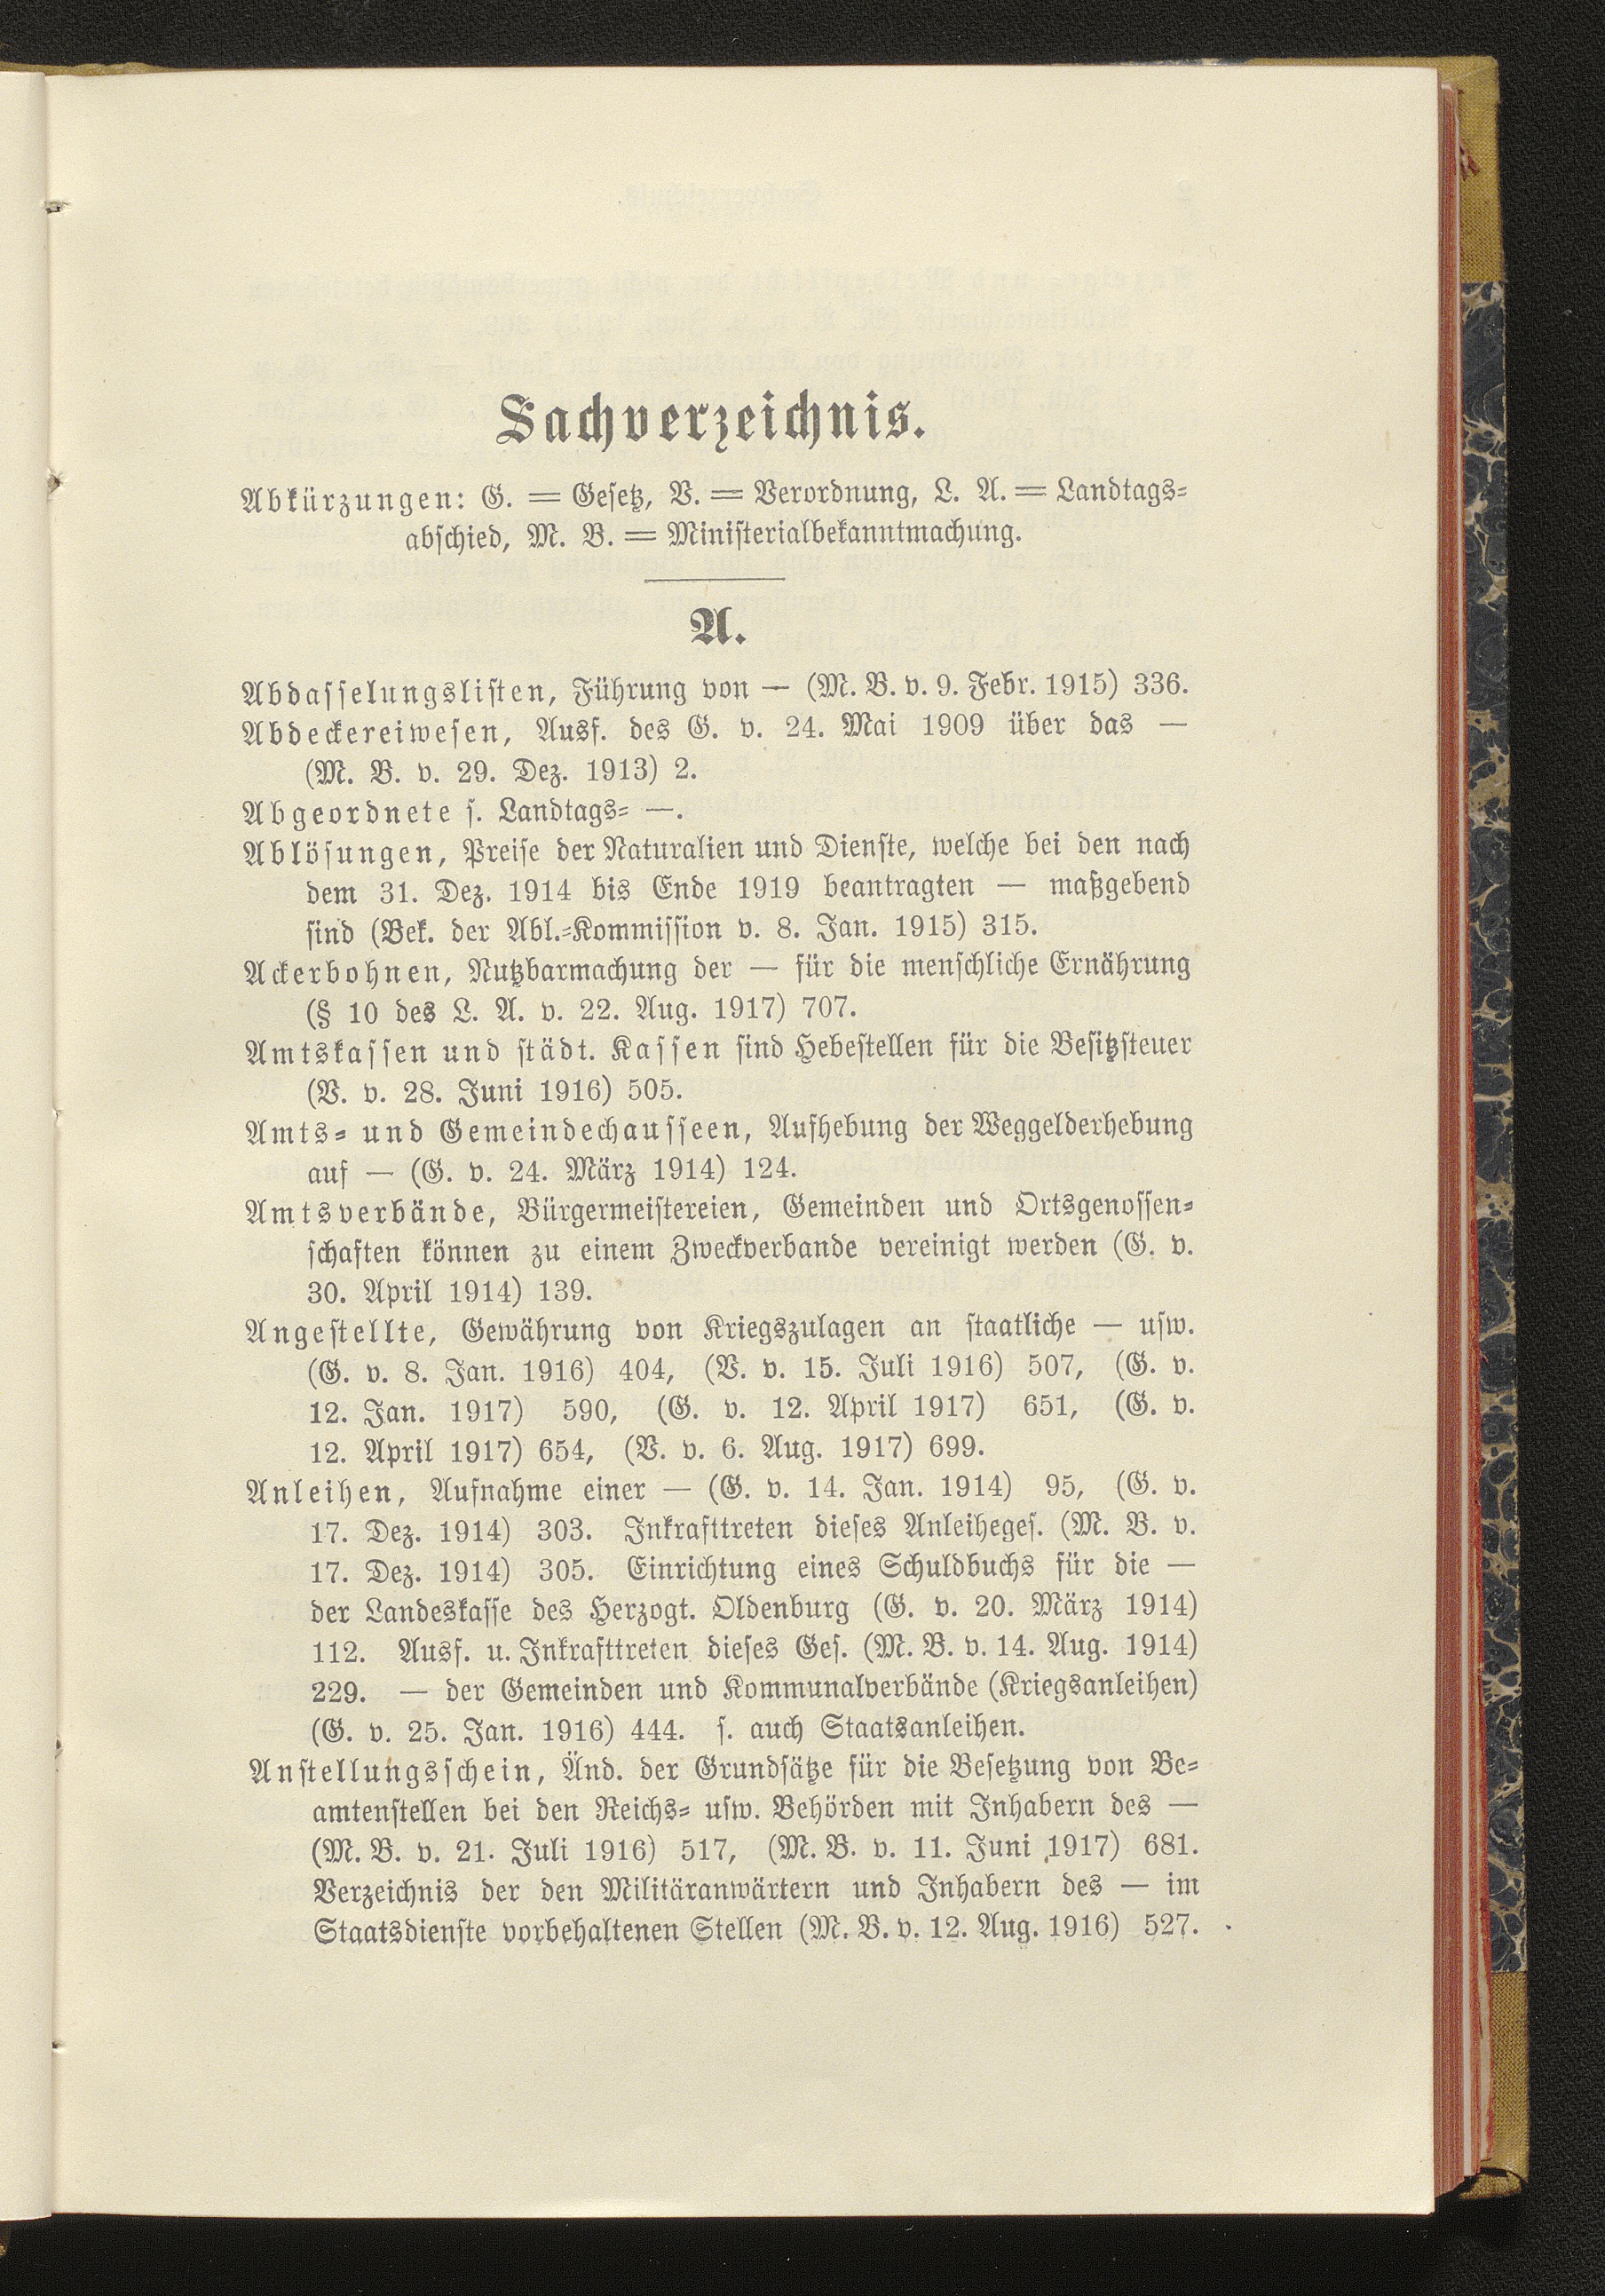 Sachverzeichnis.
Abkürzungen: G. = Gesetz, V. = Verordnung, L. A. = Landtags-
abschied, M. B. = Ministerialbekanntmachung.
A.
Abdasselungslisten, Führung von — (M. B. v. 9. Febr. 1915) 336.
Abdeckereiwesen, Ausf. des G. v. 24. Mai 1909 über das —
(M. B. v. 29. Dez. 1913) 2.
Abgeordnete s. Landtags- —.
Ablösungen, Preise der Naturalien und Dienste, welche bei den nach
dem 31. Dez. 1914 bis Ende 1919 beantragten — maßgebend
sind (Bek. der Abl.-Kommission v. 8. Jan. 1915) 315.
Ackerbohnen, Nutzbarmachung der — für die menschliche Ernährung
(§ 10 des L. A. v. 22. Aug. 1917) 707.
Amtskassen und städt. Kassen sind Hebestellen für die Besitzsteuer
(V. v. 28. Juni 1916) 505.
Amts- und Gemeindechausseen, Aufhebung der Weggelderhebung
auf — (G. v. 24. März 1914) 124.
Amtsverbände, Bürgermeistereien, Gemeinden und Ortsgenossen-
schaften können zu einem Zweckverbande vereinigt werden (G. v.
30. April 1914) 139.
Angestellte, Gewährung von Kriegszulagen an staatliche — usw.
(G. v. 8. Jan. 1916) 404, (V. v. 15. Juli 1916) 507, (G. v.
12. Jan. 1917) 590, (G. v. 12. April 1917) 651, (G. v.
12. April 1917) 654, (V. v. 6. Aug. 1917) 699.
Anleihen, Aufnahme einer — (G. v. 14. Jan. 1914) 95, (G. v.
17. Dez. 1914) 303. Inkrafttreten dieses Anleiheges. (M. B. v.
17. Dez. 1914) 305. Einrichtung eines Schuldbuchs für die —
der Landeskasse des Herzogt. Oldenburg (G. v. 20. März 1914)
112. Ausf. u. Inkrafttreten dieses Ges. (M. B. v. 14. Aug. 1914)
229. — der Gemeinden und Kommunalverbände (Kriegsanleihen)
(G. v. 25. Jan. 1916) 444. s. auch Staatsanleihen.
Anstellungsschein, Änd. der Grundsätze für die Besetzung von Be-
amtenstellen bei den Reichs- usw. Behörden mit Inhabern des —
(M. B. v. 21. Juli 1916) 517, (M. B. v. 11. Juni 1917) 681.
Verzeichnis der den Militäranwärtern und Inhabern des — im
Staatsdienste vorbehaltenen Stellen (M. B. v. 12. Aug. 1916) 527.